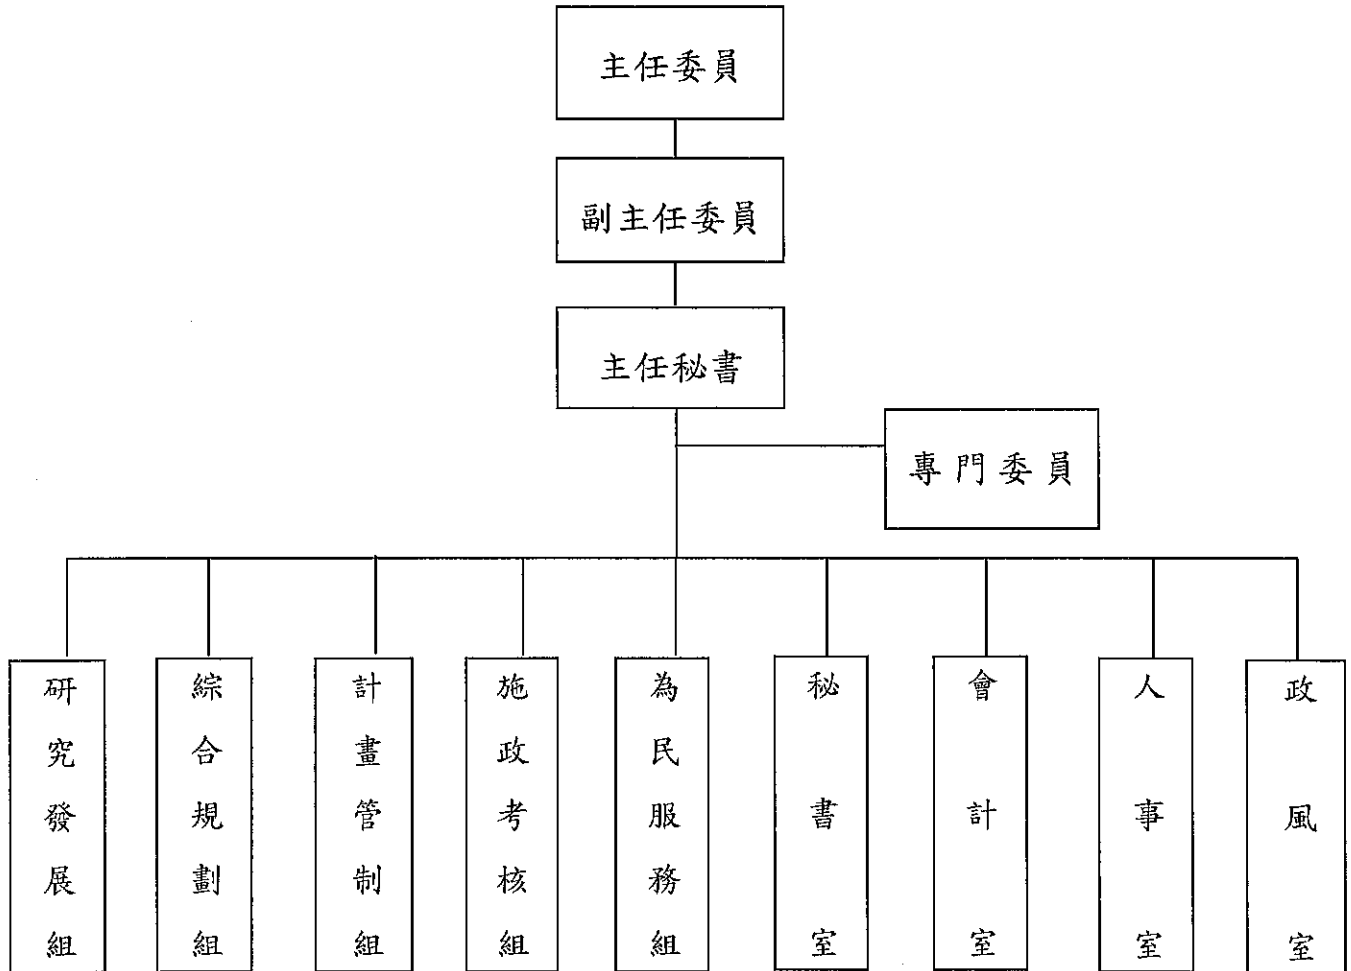 主任委員
副主任委員
主任秘書
專門委員
研究發展組
綜合規劃組
計畫管制組
施政考核組
為民服務組
秘書室
會計室
人事室
政風室